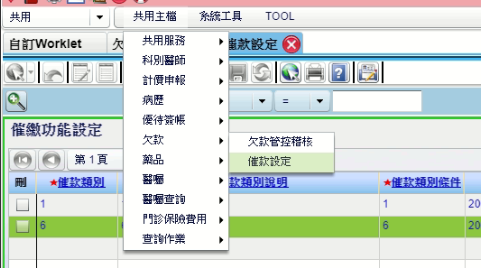 共用 共用主檔 系統工具 TOOL
自訂Worklet 欠 催款設定
共用服務
科別醫師
計價申報
病歷
優待簽帳
欠款
藥品
醫囑
醫囑查詢
門診保險費用
查詢作業
欠款管控稽核
催款設定
=
催繳功能設定
第 1 頁
刪 ★催款類別 款類別說明 ★催款類別條件
1 1 20
6 6 20